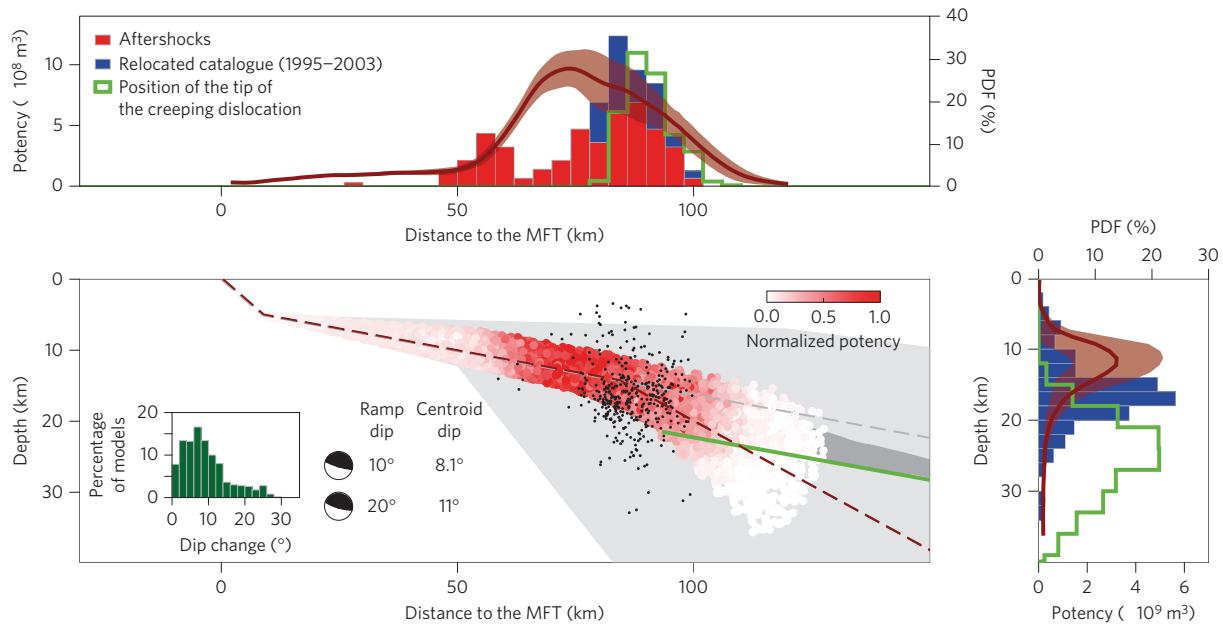 Aftershocks
Relocated catalogue (1995–2003)
Position of the tip of
the creeping dislocation
Potency ( 10⁸ m³)
10
5
0
40
30
20
10
0
PDF (%)
0
50
100
Distance to the MFT (km)
0
10
20
30
Depth (km)
0.0
0.5
1.0
Normalized potency
Percentage
of models
20
10
0
0
10
20
30
Dip change (°)
Ramp
dip
Centroid
dip
10°
8.1°
20°
11°
0
50
100
Distance to the MFT (km)
PDF (%)
0
10
20
30
0
10
20
30
Depth (km)
0
2
4
6
Potency ( 10⁹ m³)